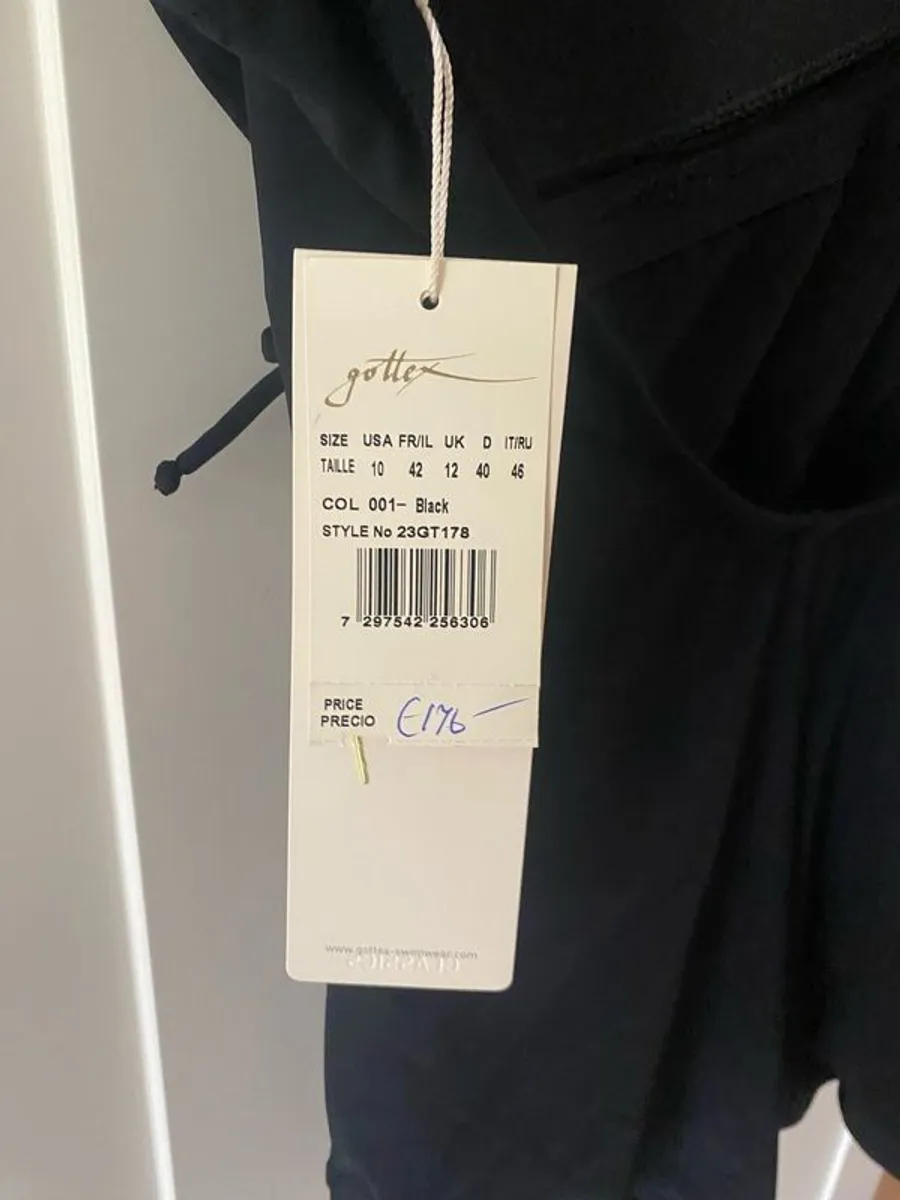 gottex
SIZE USA FR/IL UK D IT/RU
TAILLE 10 42 12 40 46
COL 001- Black
STYLE No 23GT178
7 297542 256306
PRICE
PRECIO €176-
www.gottex-swimwear.com